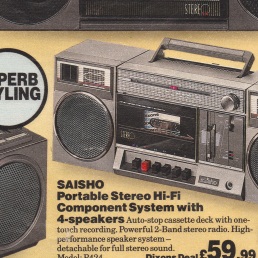 STEREO
PERB
YLING
SAISHO
Portable Stereo Hi-Fi
Component System with
4-speakers Auto-stop cassette deck with one-
touch recording. Powerful 2-Band stereo radio. High-
performance speaker system –
detachable for full stereo sound.
Model: Dixons Deal £59.99